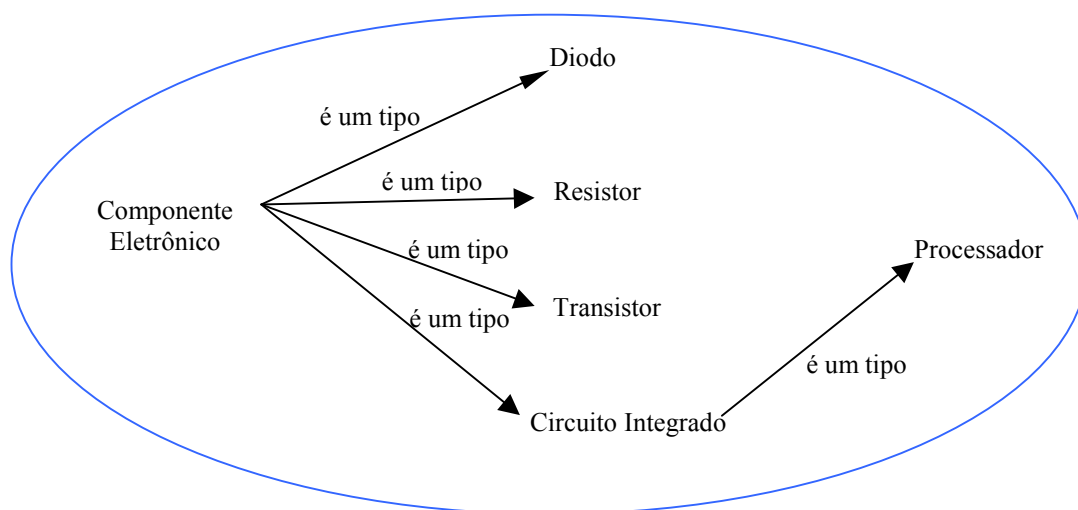 Diodo
é um tipo
é um tipo
Resistor
Componente
Eletrônico
é um tipo
Processador
Transistor
é um tipo
é um tipo
Circuito Integrado